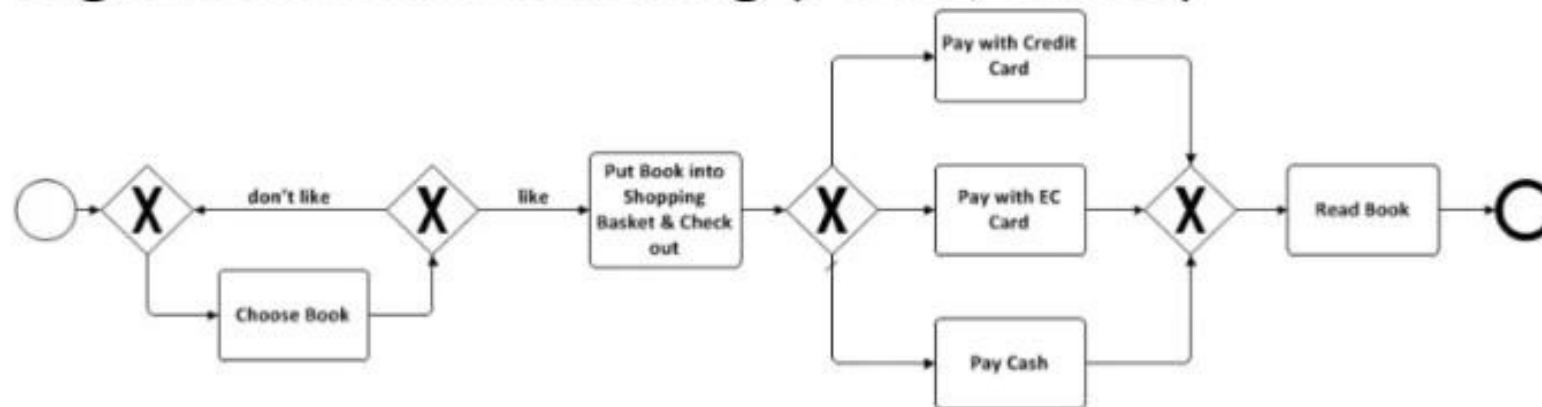 Pay with Credit
Card
don't like
like
Put Book into
Shopping
Basket & Check
out
Pay with EC
Card
Read Book
Choose Book
Pay Cash
X
X
X
X